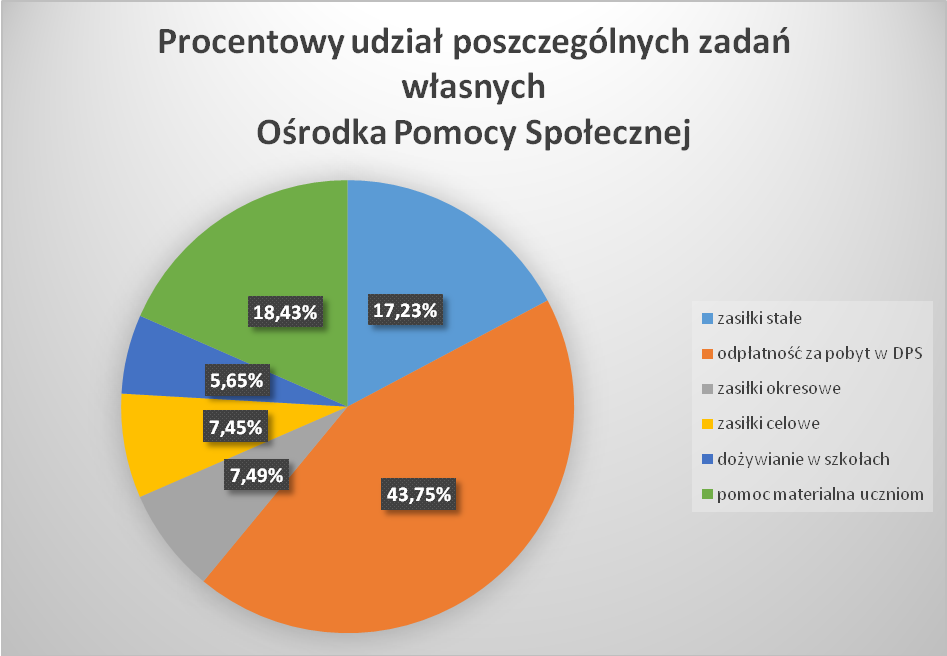 Procentowy udział poszczególnych zadań
własnych
Ośrodka Pomocy Społecznej
18,43%
17,23%
5,65%
7,45%
7,49%
43,75%
zasiłki stałe
odpłatność za pobyt w DPS
zasiłki okresowe
zasiłki celowe
dożywianie w szkołach
pomoc materialna uczniom